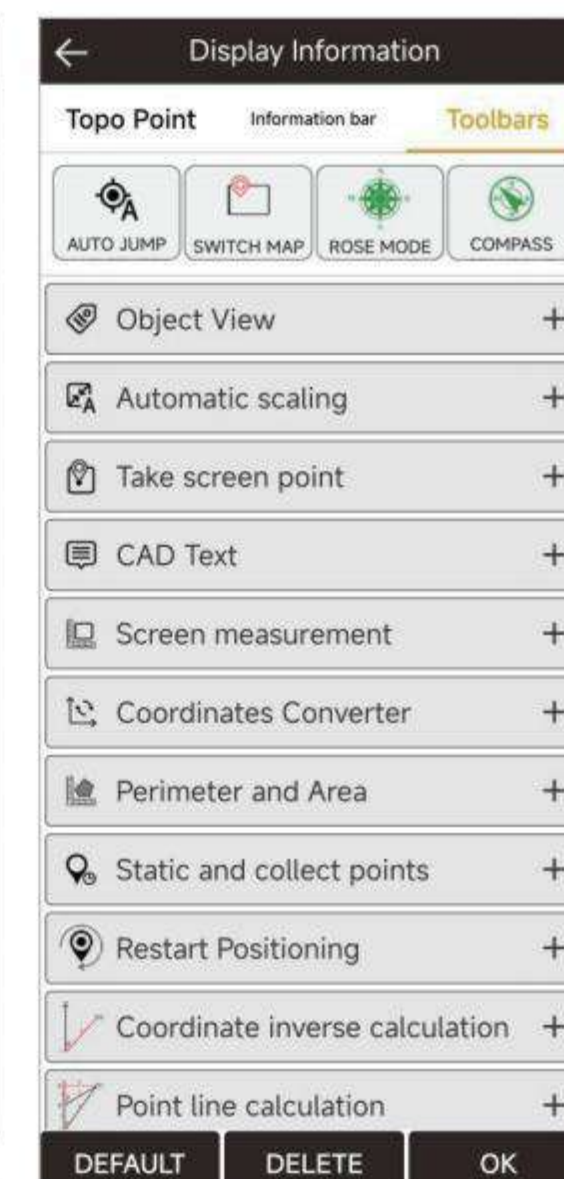 Display Information
Topo Point Information bar Toolbars
AUTO JUMP SWITCH MAP ROSE MODE COMPASS
Object View +
Automatic scaling +
Take screen point +
CAD Text +
Screen measurement +
Coordinates Converter +
Perimeter and Area +
Static and collect points +
Restart Positioning +
Coordinate inverse calculation +
Point line calculation +
DEFAULT DELETE OK